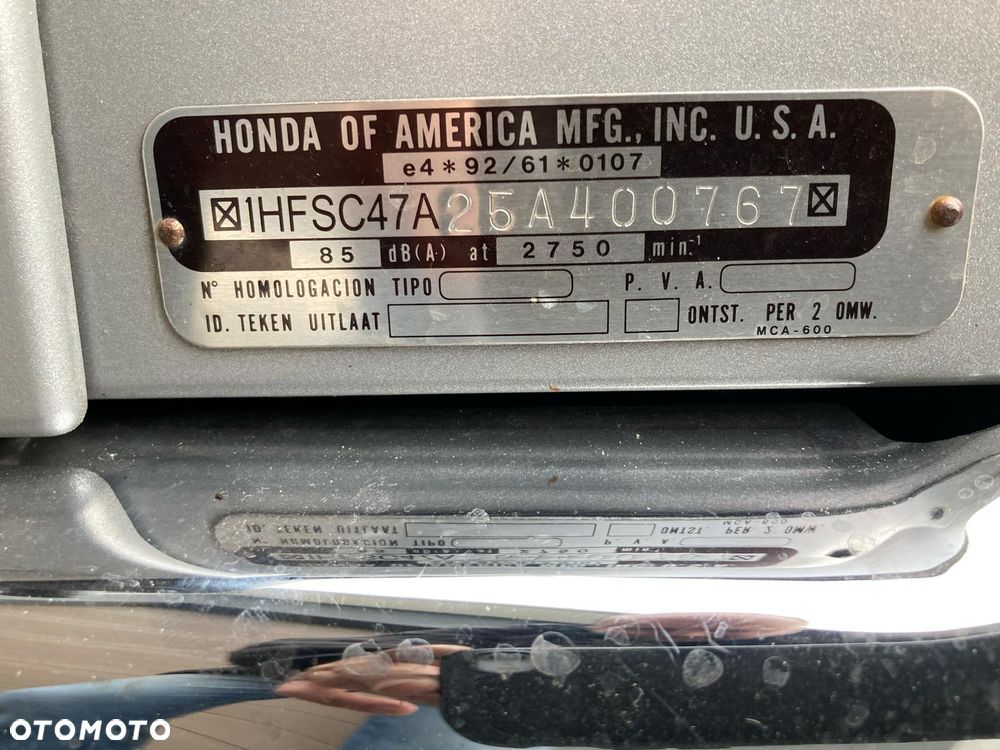 HONDA OF AMERICA MFG., INC. U. S. A.
e4*92/61*0107
☒1HFSC47A25A400767☒
85 dB(A) at 2750 min.-1
Nº HOMOLOGACION TIPO P. V. A.
ID. TEKEN UITLAAT ONTST. PER 2 OMW.
MCA-600
OTOMOTO